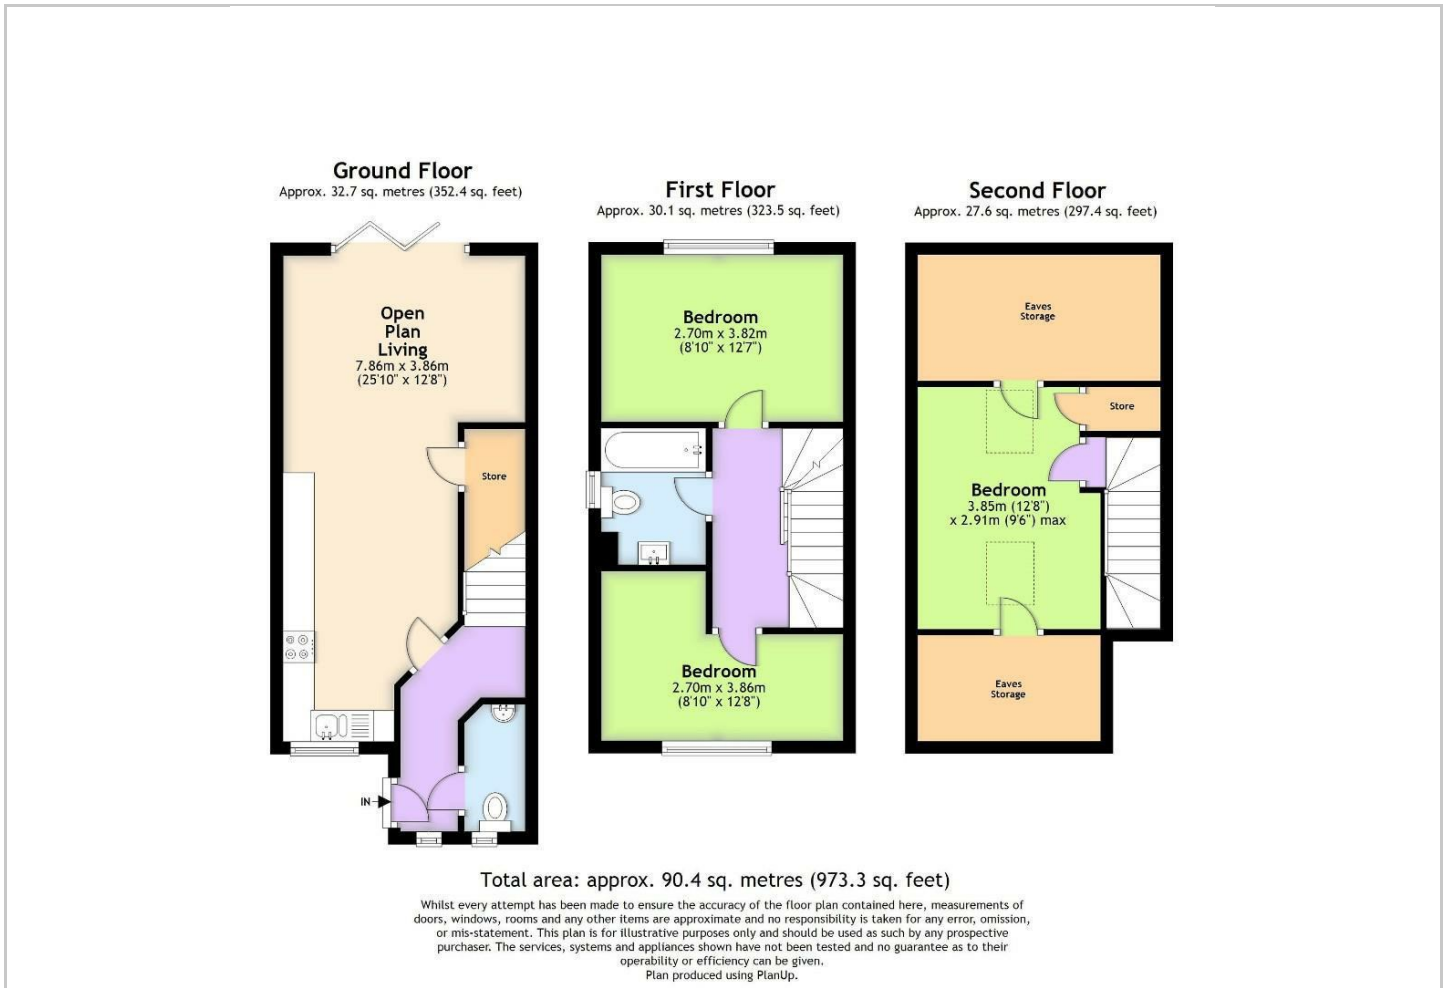 Ground Floor
Approx. 32.7 sq. metres (352.4 sq. feet)
Open
Plan
Living
7.86m x 3.86m
(25'10" x 12'8")
Store
IN
First Floor
Approx. 30.1 sq. metres (323.5 sq. feet)
Bedroom
2.70m x 3.82m
(8'10" x 12'7")
Bedroom
2.70m x 3.86m
(8'10" x 12'8")
Second Floor
Approx. 27.6 sq. metres (297.4 sq. feet)
Eaves
Storage
Store
Bedroom
3.85m (12'8")
x 2.91m (9'6") max
Eaves
Storage
Total area: approx. 90.4 sq. metres (973.3 sq. feet)
Whilst every attempt has been made to ensure the accuracy of the floor plan contained here, measurements of
doors, windows, rooms and any other items are approximate and no responsibility is taken for any error, omission,
or mis-statement. This plan is for illustrative purposes only and should be used as such by any prospective
purchaser. The services, systems and appliances shown have not been tested and no guarantee as to their
operability or efficiency can be given.
Plan produced using PlanUp.